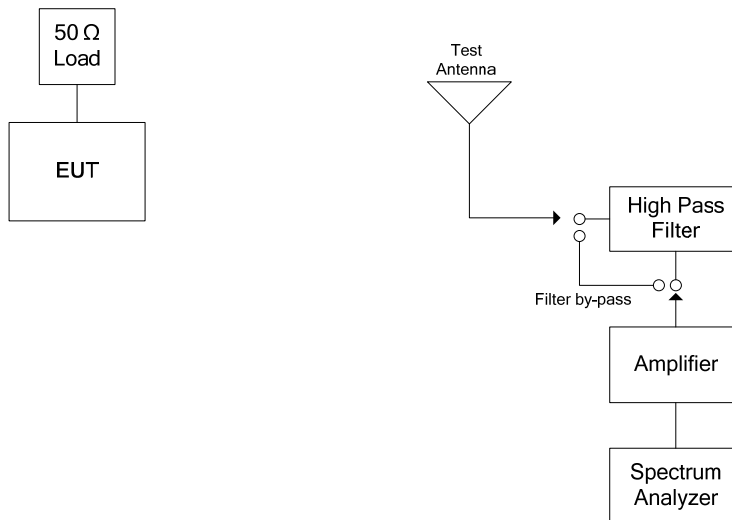 50 Ω
Load
EUT
Test
Antenna
High Pass
Filter
Filter by-pass
Amplifier
Spectrum
Analyzer